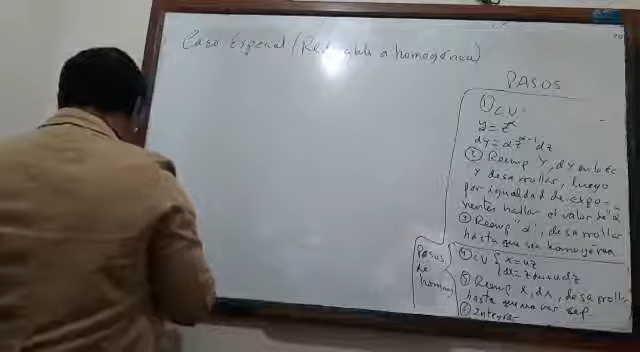 Caso Especial (Reducible a homogénea)
PASOS
① CV:
y = z^α
dy = αz^(α-1) dz
② Reemp y, dy en la ec
y desarrollar, luego
por igualdad de expo-
nentes hallar el valor de "α"
③ Reemp "α", desarrollar
hasta que sea homogénea
Pasos
de
homog
④ CV { x = uz
dx = zdu + udz
⑤ Reemp x, dx, desarrollar
hasta que var sep
⑥ Integrar